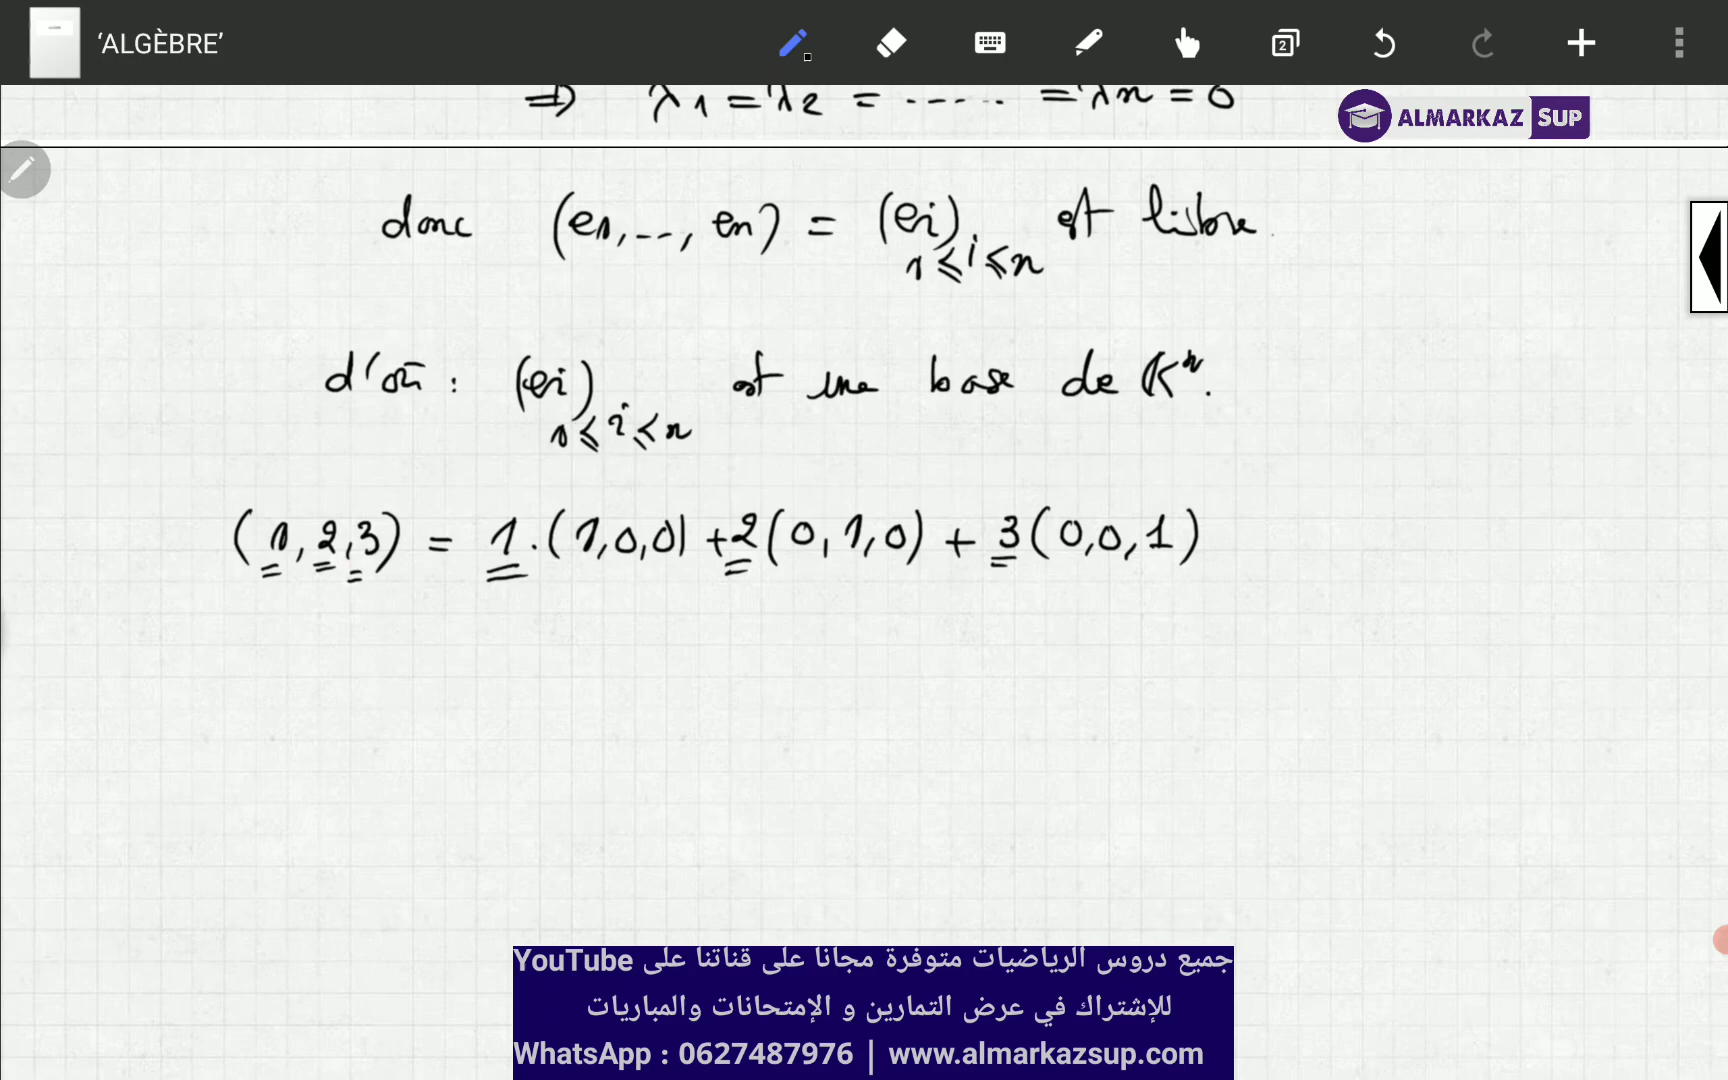 ‘ALGÈBRE’
2
⇒ λ1 = λ2 = ...... = λn = 0
ALMARKAZ SUP
donc (e1, ..., en) = (ei) est libre
1 ⩽ i ⩽ n
d'où : (ei) est une base de Kⁿ.
1 ⩽ i ⩽ n
(1, 2, 3) = 1.(1,0,0) + 2(0,1,0) + 3(0,0,1)
جميع دروس الرياضيات متوفرة مجانا على قناتنا على YouTube
للإشتراك في عرض التمارين و الإمتحانات والمباريات
WhatsApp : 0627487976 | www.almarkazsup.com